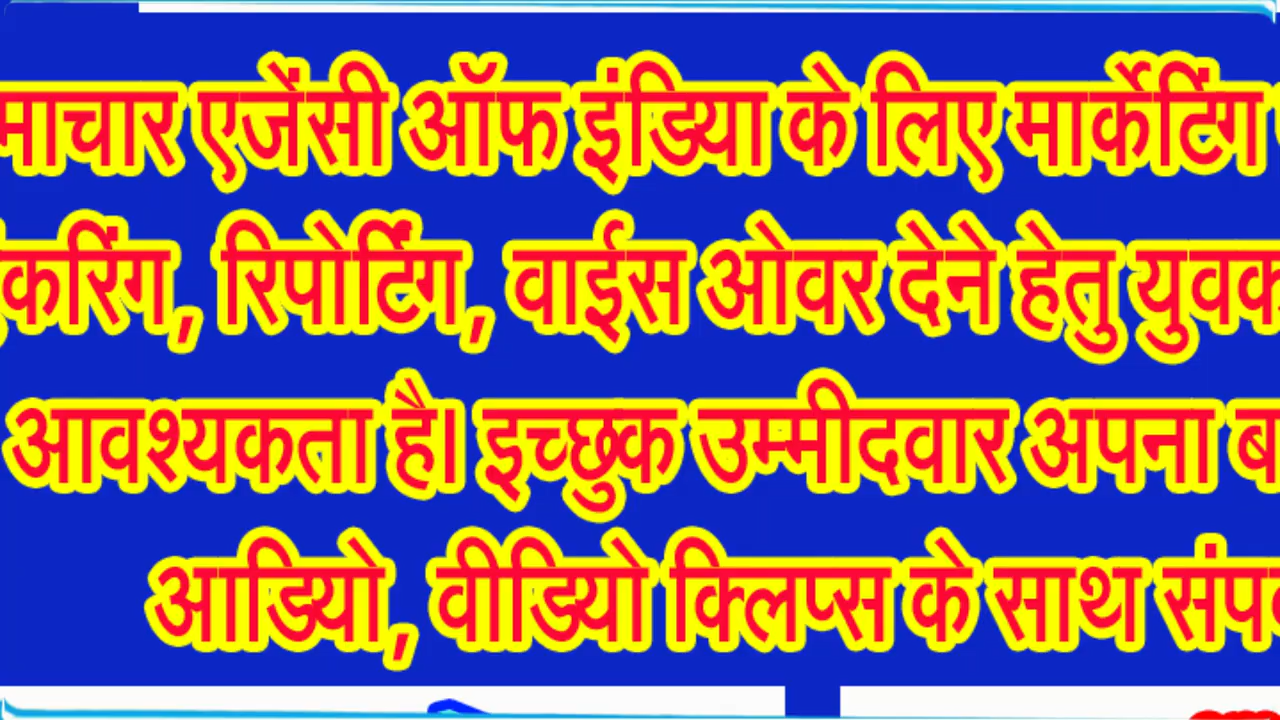 माचार एजेंसी ऑफ इंडिया के लिए मार्केटिंग
करिंग, रिपोर्टिंग, वाईस ओवर देने हेतु युवक
आवश्यकता है। इच्छुक उम्मीदवार अपना ब
आडियो, वीडियो क्लिप्स के साथ संप